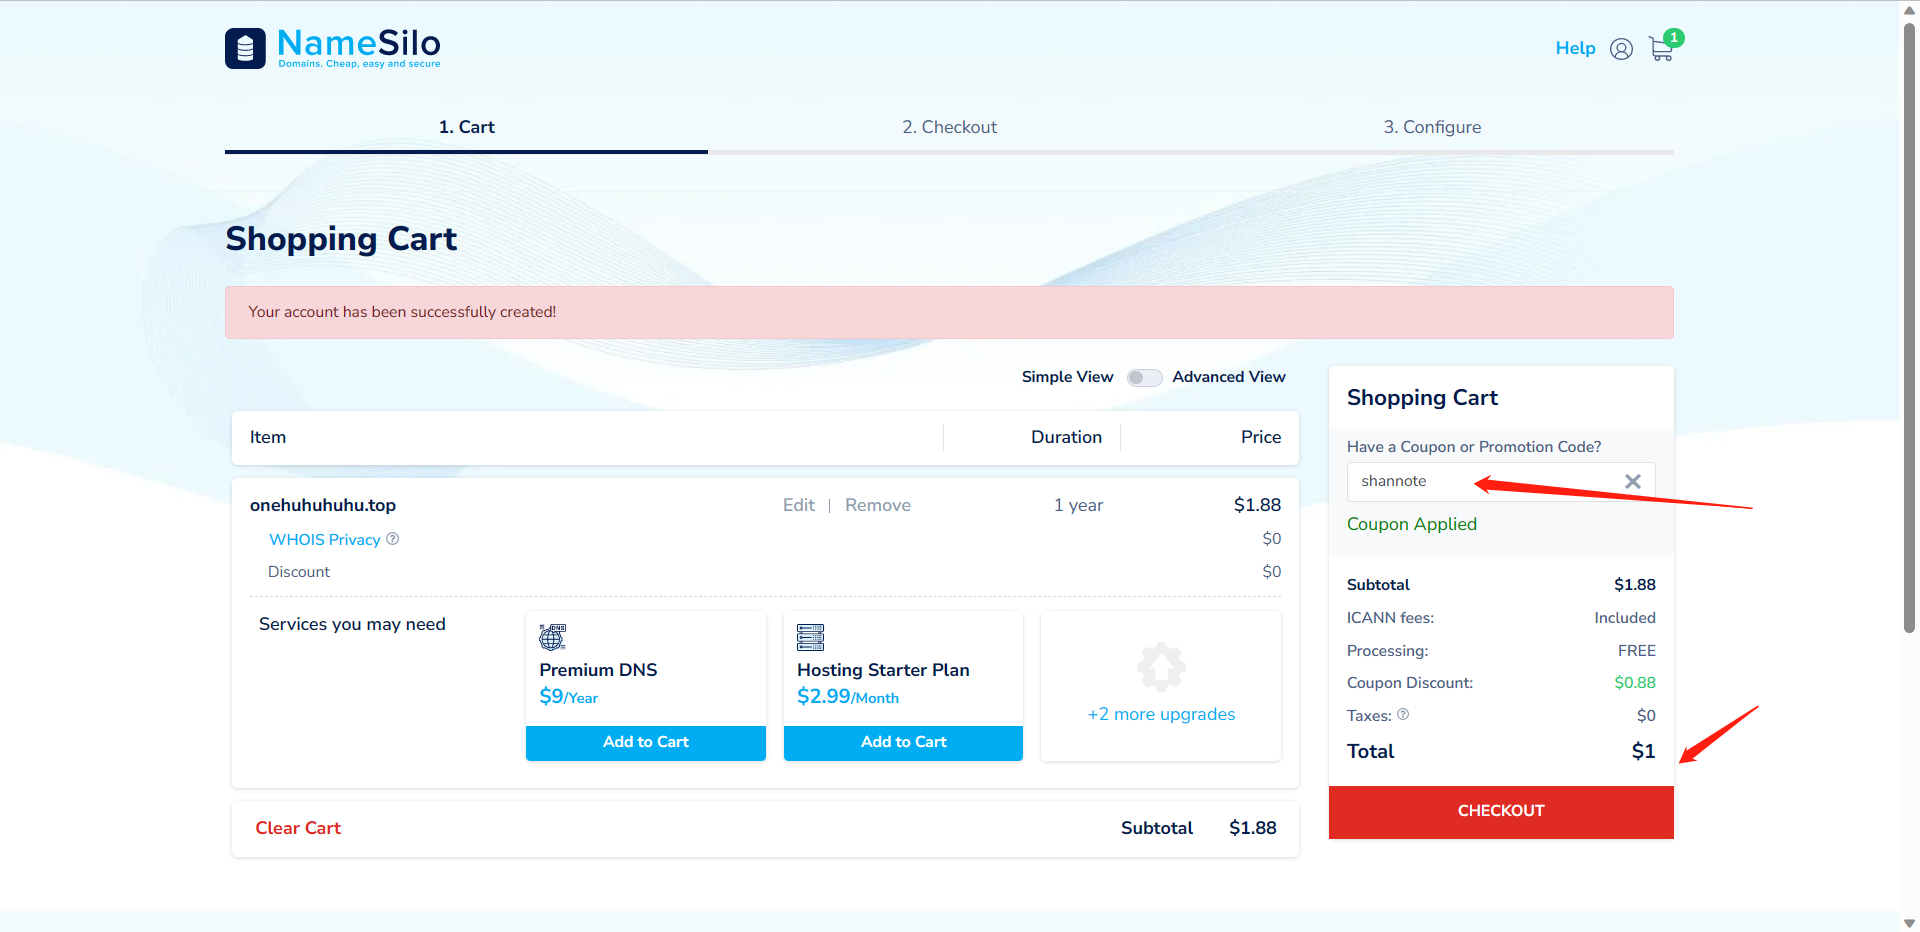 NameSilo
Domains. Cheap, easy and secure
Help
1
1. Cart
2. Checkout
3. Configure
Shopping Cart
Your account has been successfully created!
Simple View
Advanced View
Item
Duration
Price
onehuhuhuhu.top
Edit | Remove
1 year
$1.88
WHOIS Privacy ?
$0
Discount
$0
Services you may need
DNS
Premium DNS
$9/Year
Add to Cart
Hosting Starter Plan
$2.99/Month
Add to Cart
+2 more upgrades
Clear Cart
Subtotal
$1.88
Shopping Cart
Have a Coupon or Promotion Code?
shannote
Coupon Applied
Subtotal
$1.88
ICANN fees:
Included
Processing:
FREE
Coupon Discount:
$0.88
Taxes: ?
$0
Total
$1
CHECKOUT